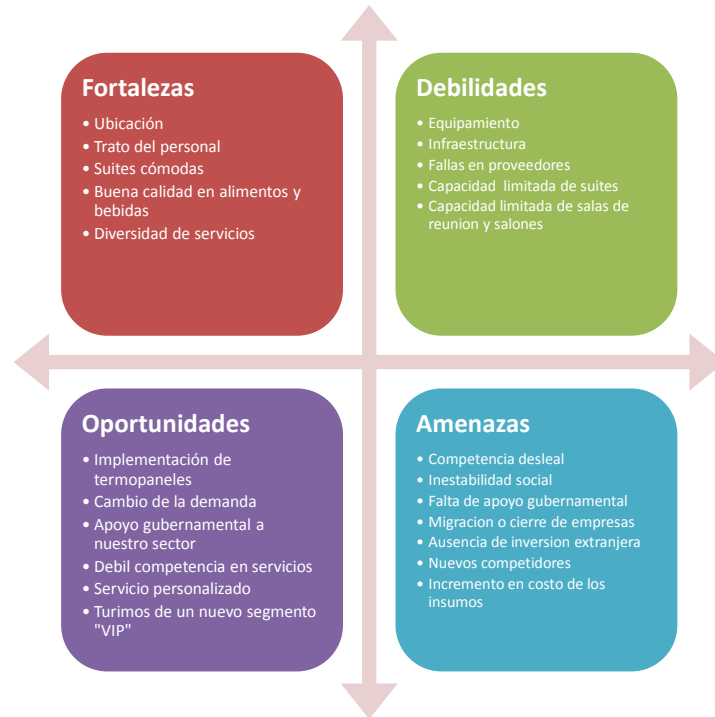 Fortalezas
• Ubicación
• Trato del personal
• Suites cómodas
• Buena calidad en alimentos y
bebidas
• Diversidad de servicios
Debilidades
• Equipamiento
• Infraestructura
• Fallas en proveedores
• Capacidad limitada de suites
• Capacidad limitada de salas de
reunion y salones
Oportunidades
• Implementación de
termopaneles
• Cambio de la demanda
• Apoyo gubernamental a
nuestro sector
• Debil competencia en servicios
• Servicio personalizado
• Turimos de un nuevo segmento
"VIP"
Amenazas
• Competencia desleal
• Inestabilidad social
• Falta de apoyo gubernamental
• Migracion o cierre de empresas
• Ausencia de inversion extranjera
• Nuevos competidores
• Incremento en costo de los
insumos